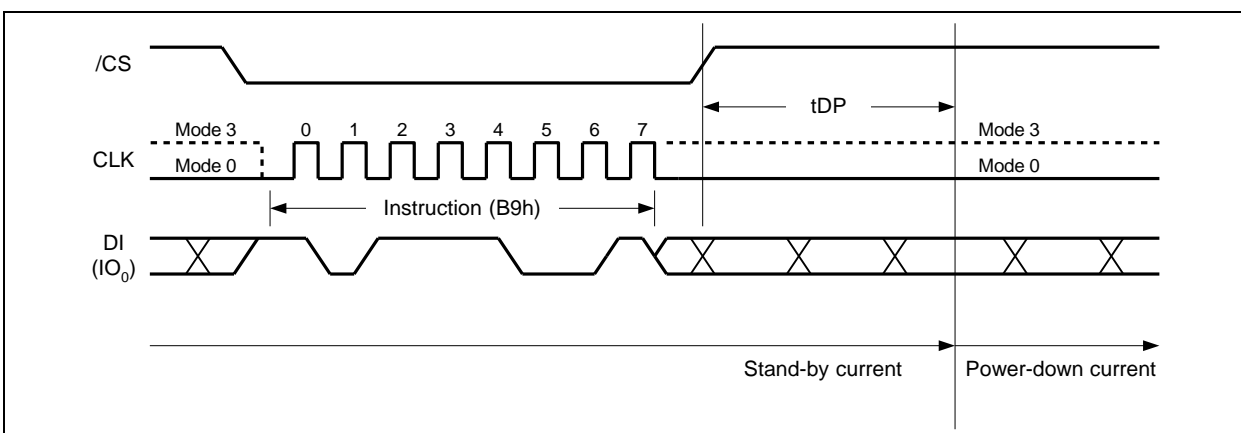 /CS
tDP
Mode 3 0 1 2 3 4 5 6 7 Mode 3
CLK
Mode 0 Mode 0
Instruction (B9h)
DI
(IO0)
Stand-by current Power-down current